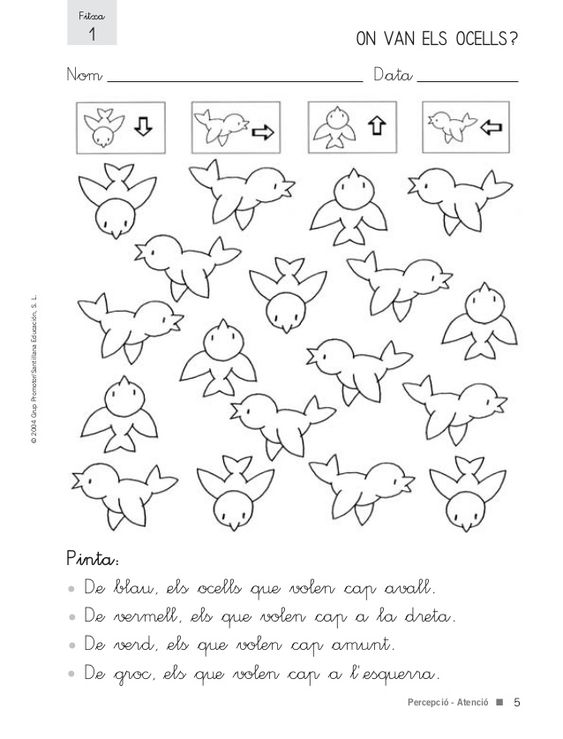 Fitxa
1
ON VAN ELS OCELLS?
Nom
Data
© 2004 Grup Promotor/Santillana Educación, S. L.
Pinta:
De blau, els ocells que volen cap avall.
De vermell, els que volen cap a la dreta.
De verd, els que volen cap amunt.
De groc, els que volen cap a l'esquerra.
Percepció - Atenció ■ 5